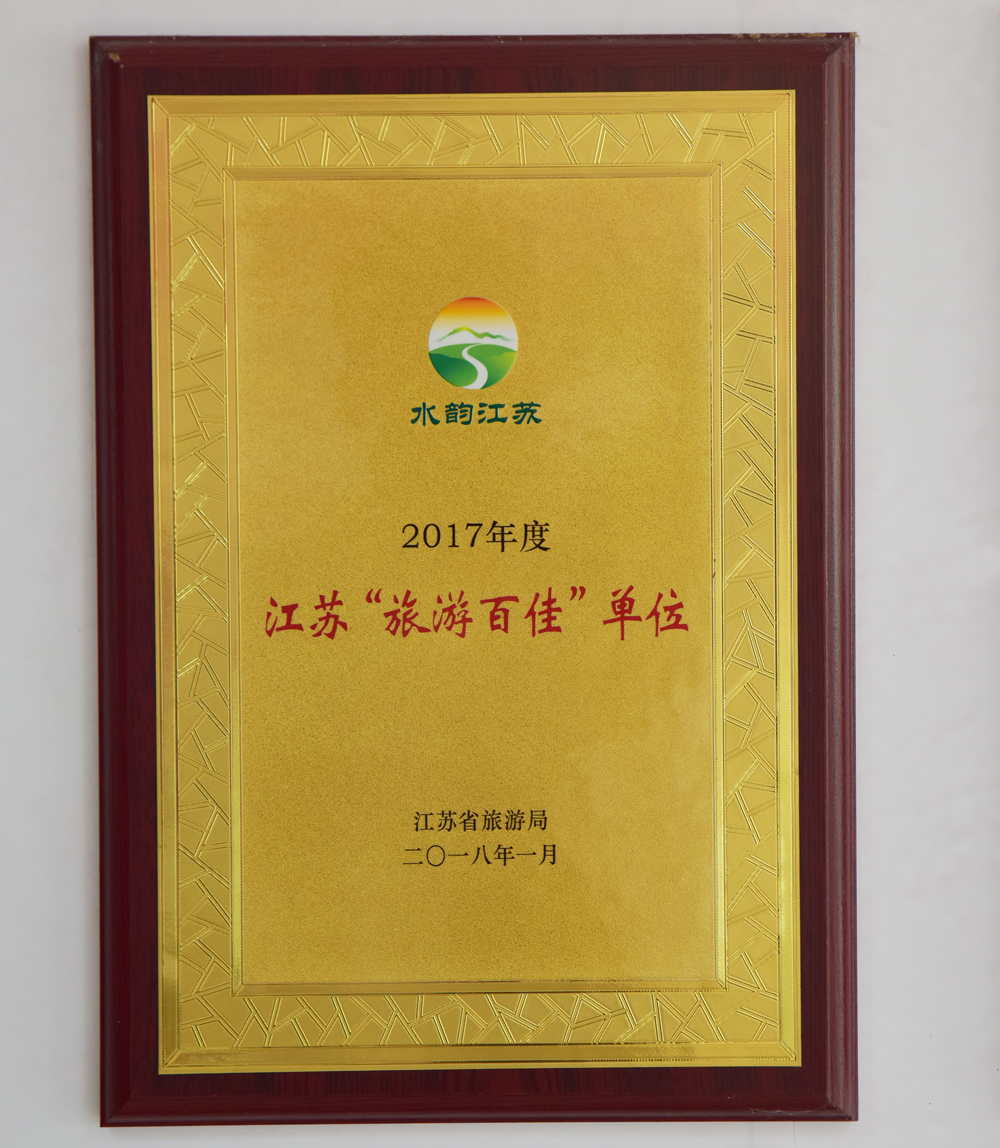 水韵江苏
2017年度
江苏“旅游百佳”单位
江苏省旅游局
二〇一八年一月